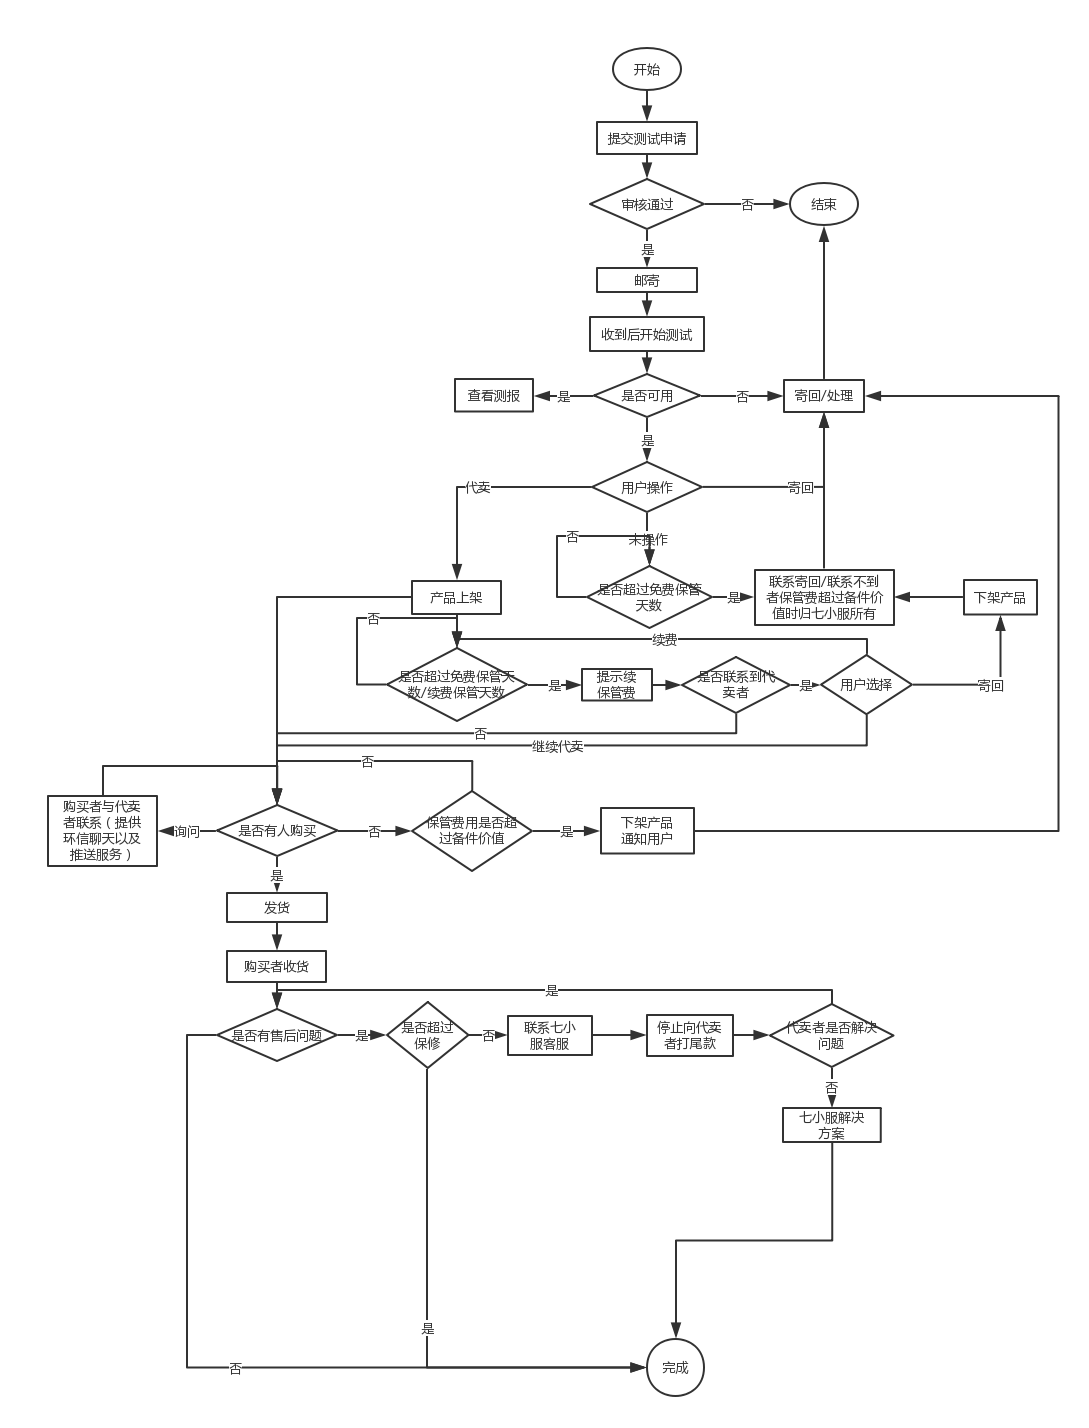 开始
提交测试申请
审核通过
否
结束
是
邮寄
收到后开始测试
查看测报
是
是否可用
否
寄回/处理
是
代卖
用户操作
寄回
否
未操作
是否超过免费保管
天数
是
联系寄回/联系不到
者保管费超过备件价
值时归七小服所有
下架产品
产品上架
否
续费
是否超过免费保管天
数/续费保管天数
是
提示续
保管费
是否联系到代
卖者
是
用户选择
寄回
否
继续代卖
否
购买者与代卖
者联系（提供
环信聊天以及
推送服务）
询问
是否有人购买
否
保管费用是否超
过备件价值
是
下架产品
通知用户
是
发货
购买者收货
是
是否有售后问题
是
是否超过
保修
否
联系七小
服客服
停止向代卖
者打尾款
代卖者是否解决
问题
否
七小服解决
方案
是
否
完成